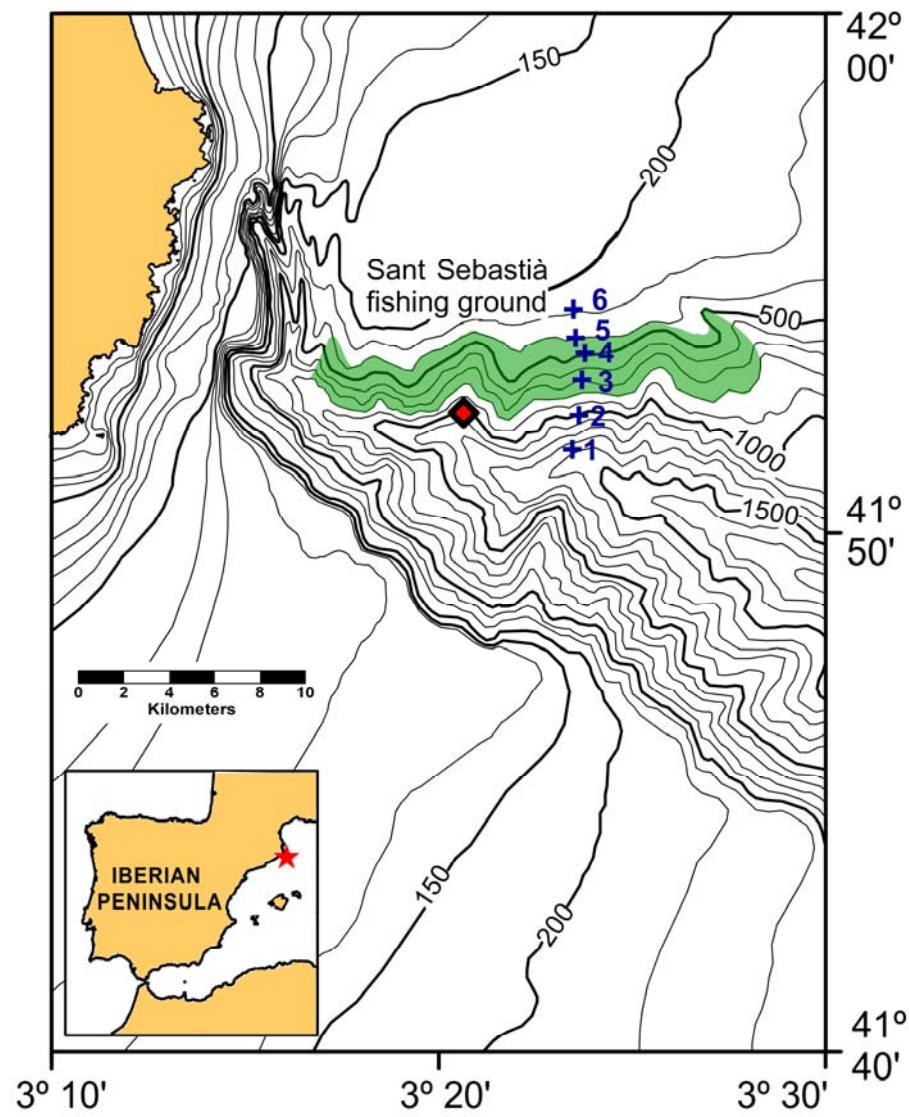 42º
00'
150
200
Sant Sebastià
fishing ground
6
5
4
3
2
1
500
1000
1500
41º
50'
0 2 4 6 8 10
Kilometers
IBERIAN
PENINSULA
150
200
41º
40'
3º 10' 3º 20' 3º 30'